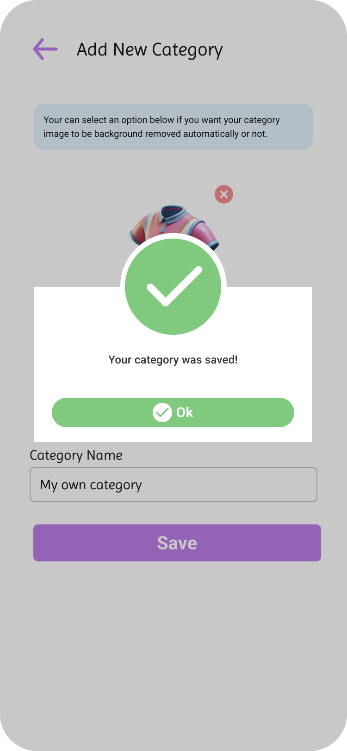 Add New Category
Your can select an option below if you want your category
image to be background removed automatically or not.
Your category was saved!
Ok
Category Name
My own category
Save